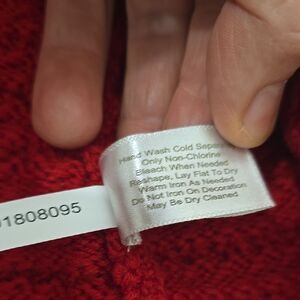 Hand Wash Cold Separ
Only Non-Chlorine
Bleach When Needed
Reshape, Lay Flat To Dry
Warm Iron As Needed
Do Not Iron On Decoration
May Be Dry Cleaned
01808095